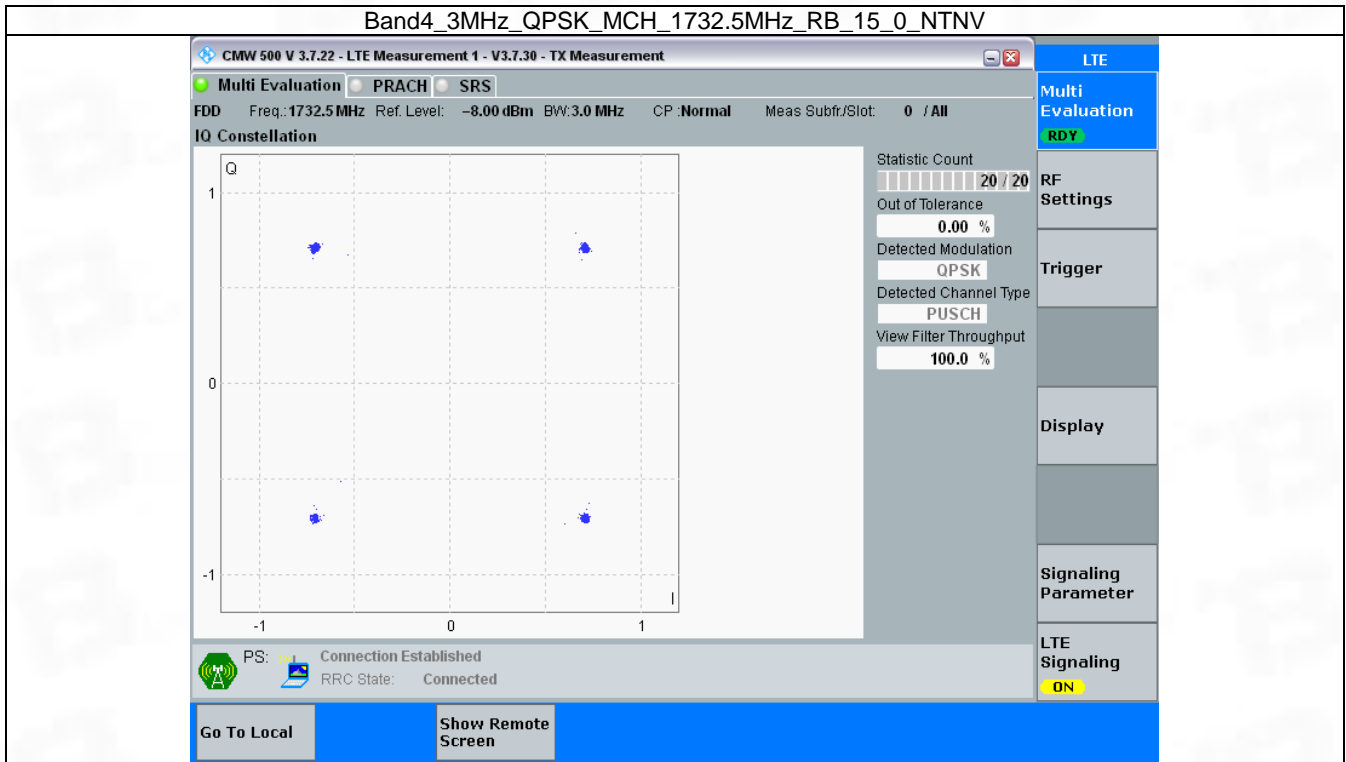 Band4_3MHz_QPSK_MCH_1732.5MHz_RB_15_0_NTNV
CMW 500 V 3.7.22 - LTE Measurement 1 - V3.7.30 - TX Measurement
LTE
Multi Evaluation PRACH SRS
Multi
Evaluation
RDY
FDD Freq.: 1732.5 MHz Ref. Level: −8.00 dBm BW: 3.0 MHz CP : Normal Meas Subfr./Slot: 0 / All
IQ Constellation
Q
1
0
-1
I
-1 0 1
Statistic Count
20 / 20
Out of Tolerance
0.00 %
Detected Modulation
QPSK
Detected Channel Type
PUSCH
View Filter Throughput
100.0 %
RF
Settings
Trigger
Display
Signaling
Parameter
LTE
Signaling
ON
PS: Connection Established
RRC State: Connected
Go To Local
Show Remote
Screen